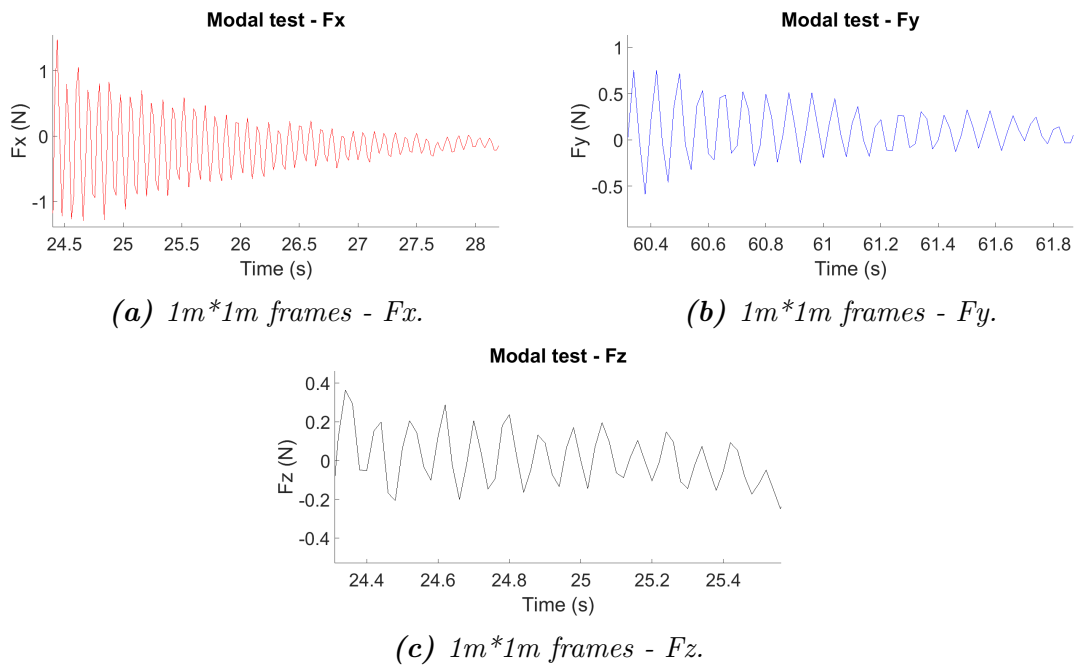 Modal test - Fx
Fx (N)
1
0
-1
24.5 25 25.5 26 26.5 27 27.5 28
Time (s)
(a) 1m*1m frames - Fx.
Modal test - Fy
Fy (N)
1
0.5
0
-0.5
60.4 60.6 60.8 61 61.2 61.4 61.6 61.8
Time (s)
(b) 1m*1m frames - Fy.
Modal test - Fz
Fz (N)
0.4
0.2
0
-0.2
-0.4
24.4 24.6 24.8 25 25.2 25.4
Time (s)
(c) 1m*1m frames - Fz.